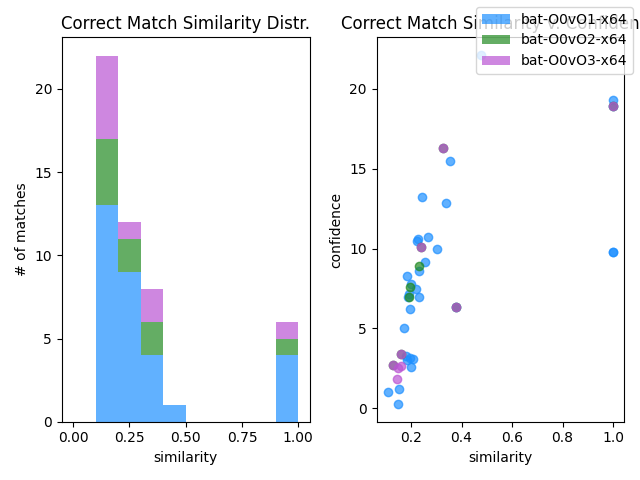 Correct Match Similarity Distr.
Correct Match Similarity v.
bat-O0vO1-x64
bat-O0vO2-x64
bat-O0vO3-x64
# of matches
20
15
10
5
0
0.00 0.25 0.50 0.75 1.00
similarity
confidence
20
15
10
5
0
0.2 0.4 0.6 0.8 1.0
similarity